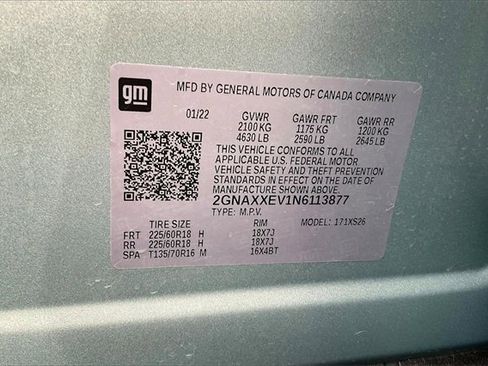 gm
MFD BY GENERAL MOTORS OF CANADA COMPANY
01/22 GVWR GAWR FRT GAWR RR
2100 KG 1175 KG 1200 KG
4630 LB 2590 LB 2645 LB
THIS VEHICLE CONFORMS TO ALL
APPLICABLE U.S. FEDERAL MOTOR
VEHICLE SAFETY AND THEFT
PREVENTION STANDARDS IN
EFFECT ON THE DATE OF
MANUFACTURE SHOWN ABOVE.
2GNAXXEV1N6113877
TYPE: M.P.V. MODEL: 171XS26
TIRE SIZE RIM
FRT 225/60R18 H 18X7J
RR 225/60R18 H 18X7J
SPA T135/70R16 M 16X4BT